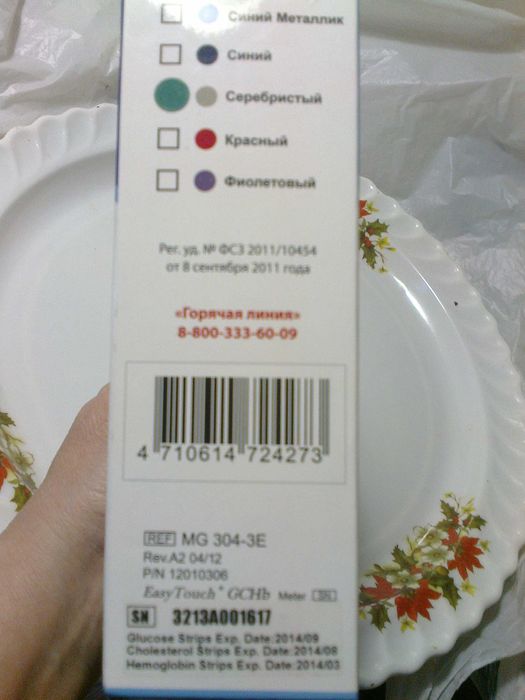 Синий Металлик
Синий
Серебристый
Красный
Фиолетовый
Рег. уд. № ФСЗ 2011/10454
от 8 сентября 2011 года
«Горячая линия»
8-800-333-60-09
4 710614 724273
REF MG 304-3E
Rev.A2 04/12
P/N 12010306
EasyTouch® GCHb Meter SN
SN 3213A001617
Glucose Strips Exp. Date:2014/09
Cholesterol Strips Exp. Date:2014/08
Hemoglobin Strips Exp. Date:2014/03